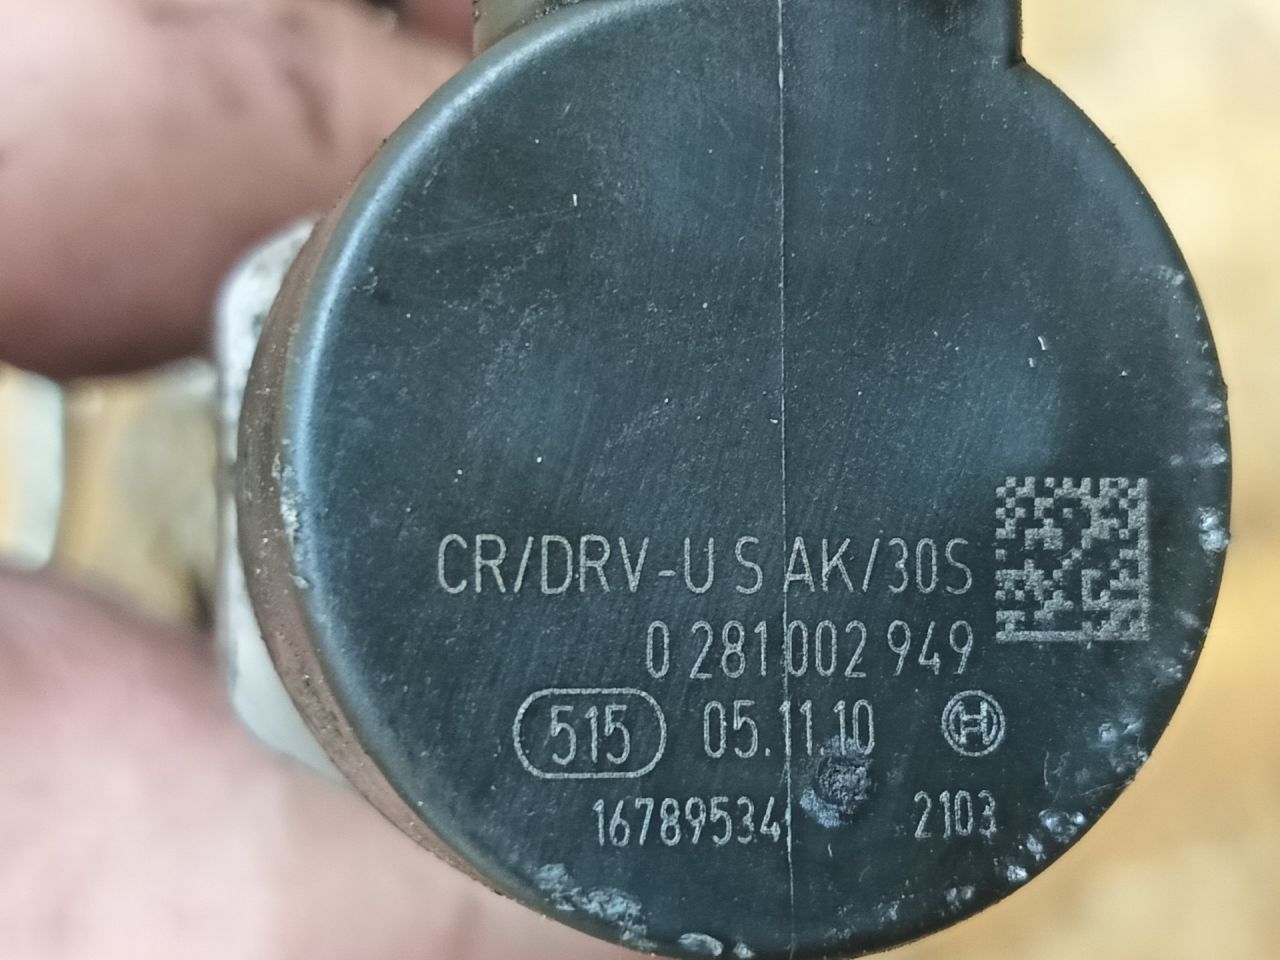 CR/DRV-U S AK/30S
0 281 002 949
515 05.11.10
16789534 2103